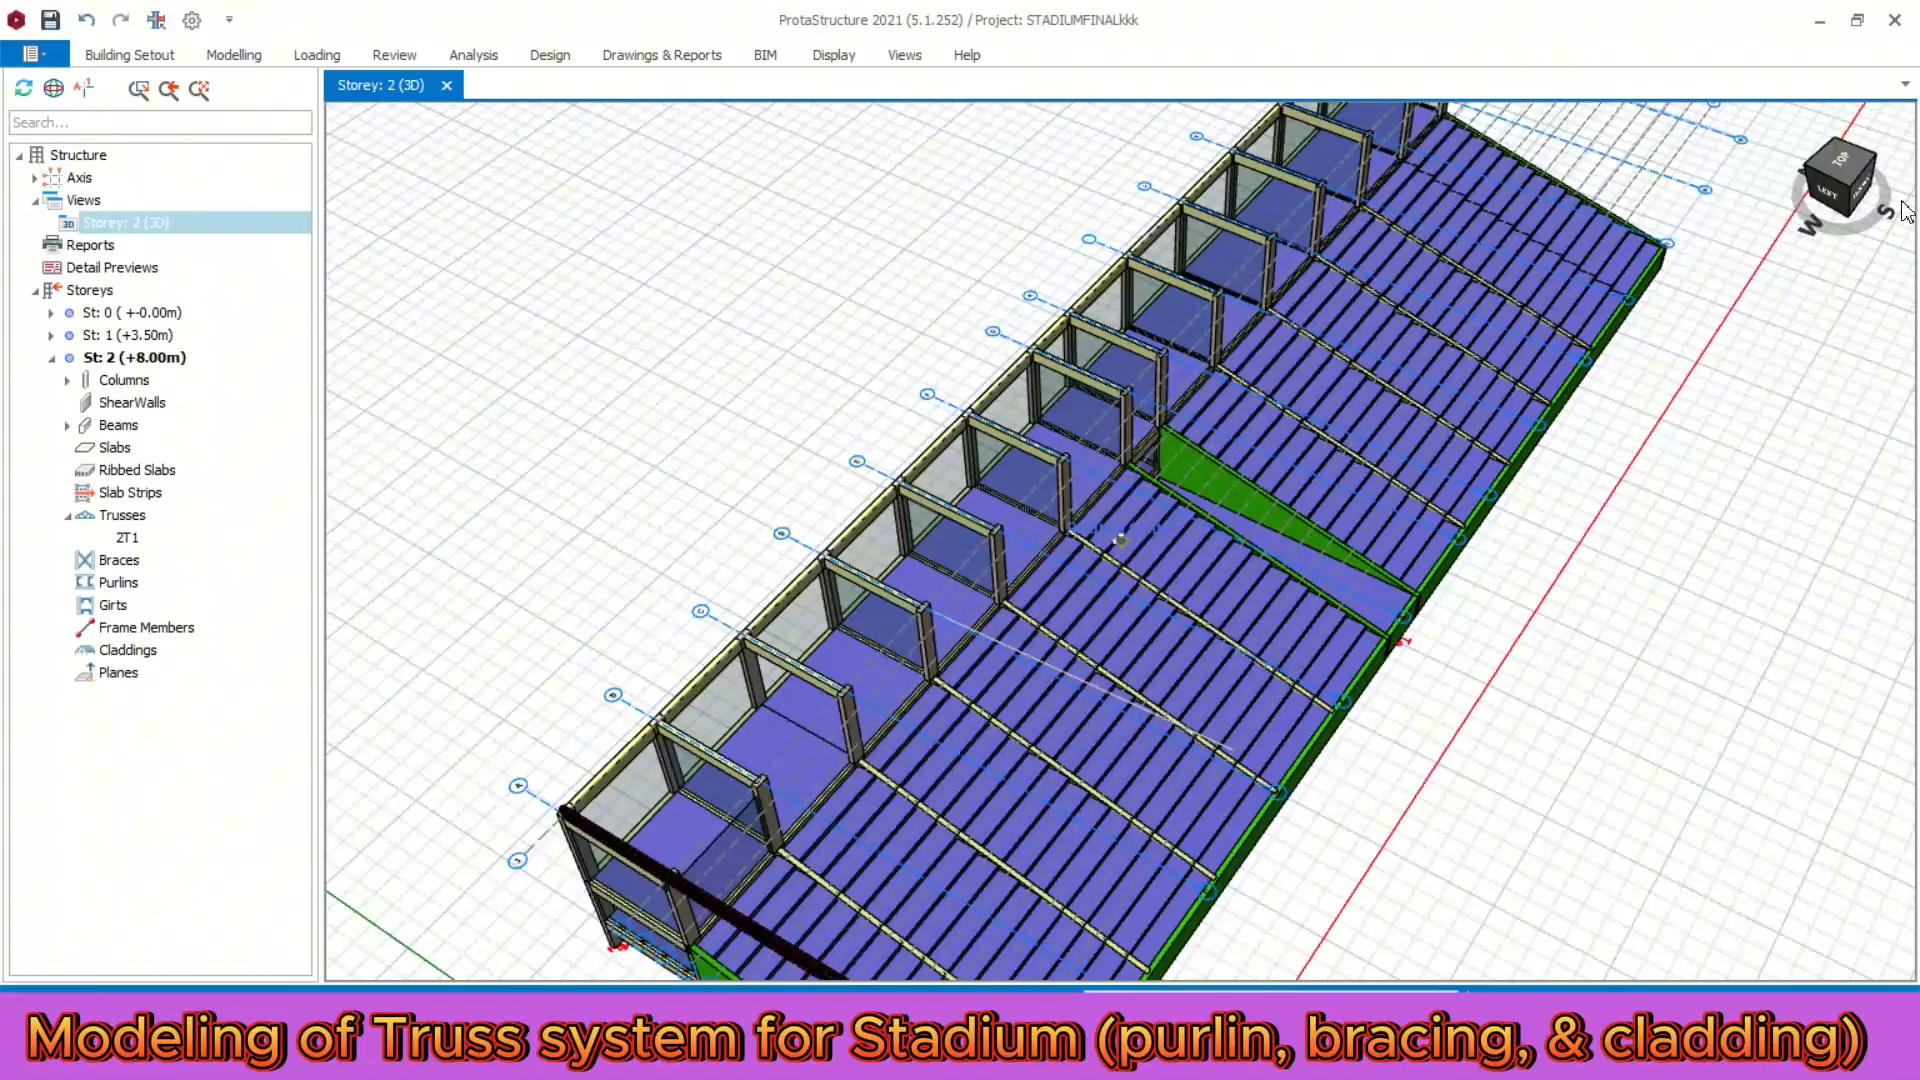 ProtaStructure 2021 (5.1.252) / Project: STADIUMFINALkkk
Building Setout Modelling Loading Review Analysis Design Drawings & Reports BIM Display Views Help
Storey: 2 (3D)
Search...
Structure
Axis
Views
3D Storey: 2 (3D)
Reports
Detail Previews
Storeys
St: 0 ( +-0.00m)
St: 1 (+3.50m)
St: 2 (+8.00m)
Columns
ShearWalls
Beams
Slabs
Ribbed Slabs
Slab Strips
Trusses
2T1
Braces
Purlins
Girts
Frame Members
Claddings
Planes
TOP
LEFT
W S
Modeling of Truss system for Stadium (purlin, bracing, & cladding)